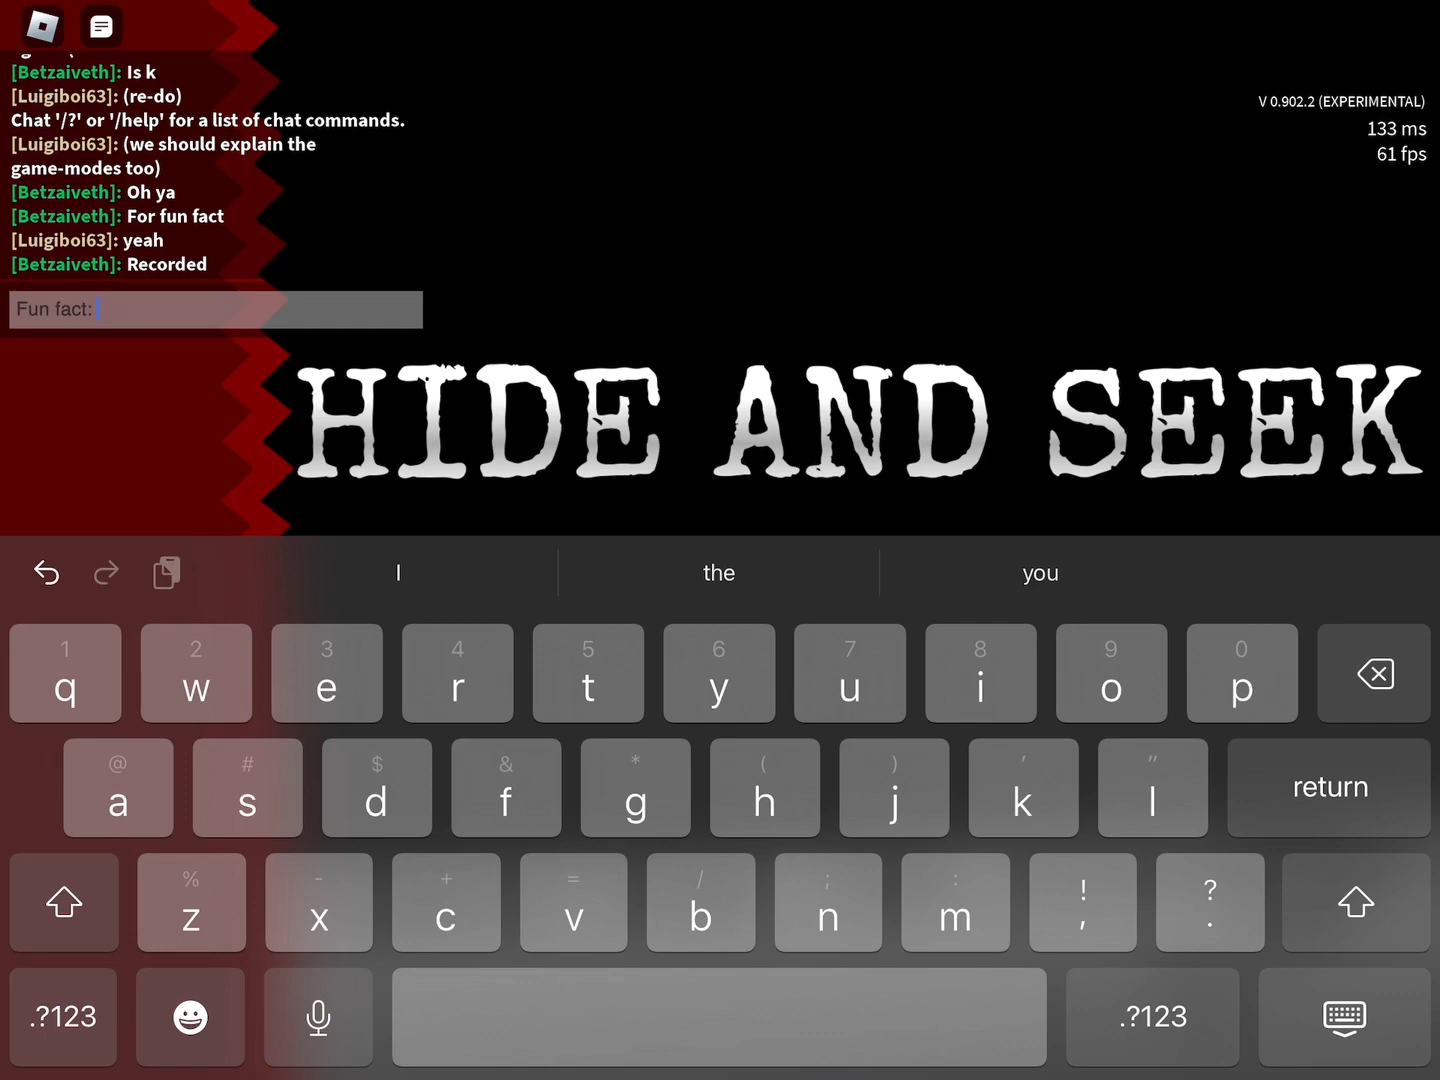 [Betzaiveth]: Is k
[Luigiboi63]: (re-do)
Chat '/?' or '/help' for a list of chat commands.
[Luigiboi63]: (we should explain the
game-modes too)
[Betzaiveth]: Oh ya
[Betzaiveth]: For fun fact
[Luigiboi63]: yeah
[Betzaiveth]: Recorded
Fun fact:
V 0.902.2 (EXPERIMENTAL)
133 ms
61 fps
HIDE AND SEEK
I the you
1 2 3 4 5 6 7 8 9 0
q w e r t y u i o p
@ # $ & * ( ) ' "
a s d f g h j k l return
% - + = / ; : ! ?
z x c v b n m , .
.?123 .?123